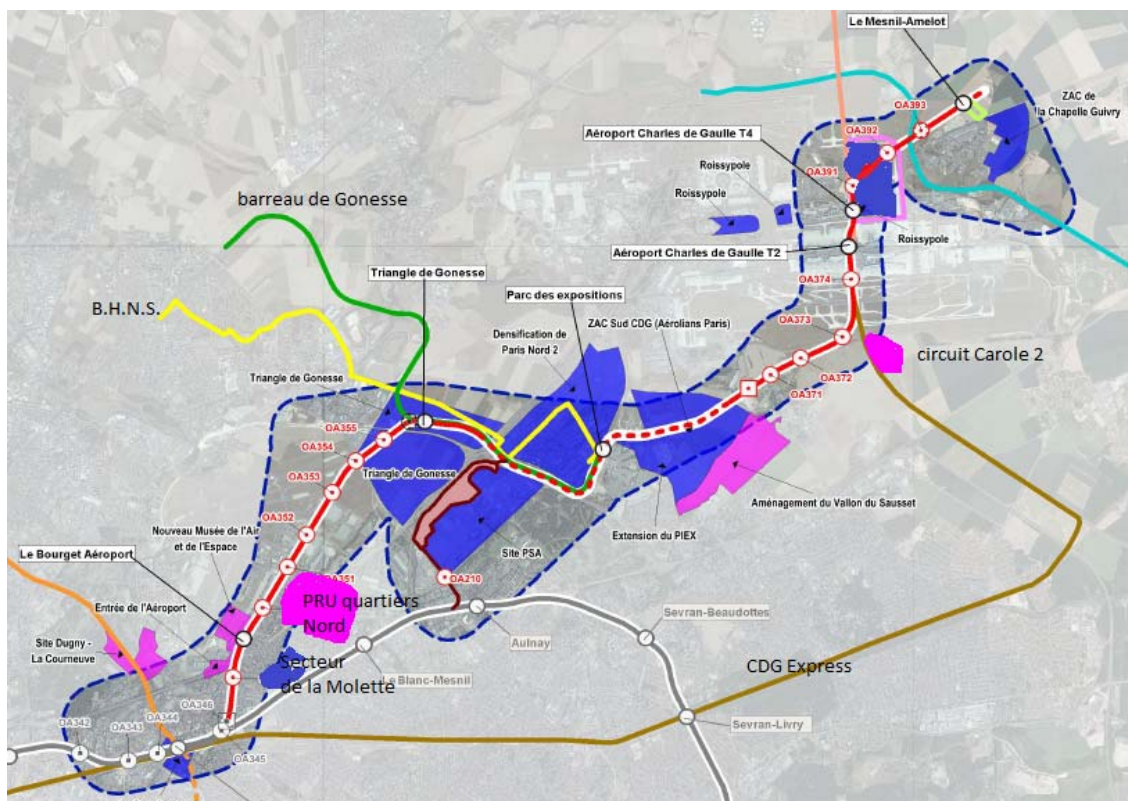 Le Mesnil-Amelot
OA393
ZAC de
la Chapelle Guivry
Aéroport Charles de Gaulle T4
OA392
Roissypole
OA391
Roissypole
barreau de Gonesse
Roissypole
Aéroport Charles de Gaulle T2
Triangle de Gonesse
OA374
B.H.N.S.
Parc des expositions
Densification de
Paris Nord 2
ZAC Sud CDG (Aérolians Paris)
OA373
circuit Carole 2
OA372
Triangle de Gonesse
OA371
OA355
OA354
Triangle de Gonesse
OA353
Aménagement du Vallon du Sausset
OA352
Nouveau Musée de l'Air
et de l'Espace
Extension du PIEX
Le Bourget Aéroport
Site PSA
OA351
OA210
PRU quartiers
Nord
Entrée de l'Aéroport
Sevran-Beaudottes
Aulnay
Site Dugny -
La Courneuve
Secteur
de la Molette
Le Blanc-Mesnil
CDG Express
OA346
OA344
Sevran-Livry
OA342
OA343
OA345